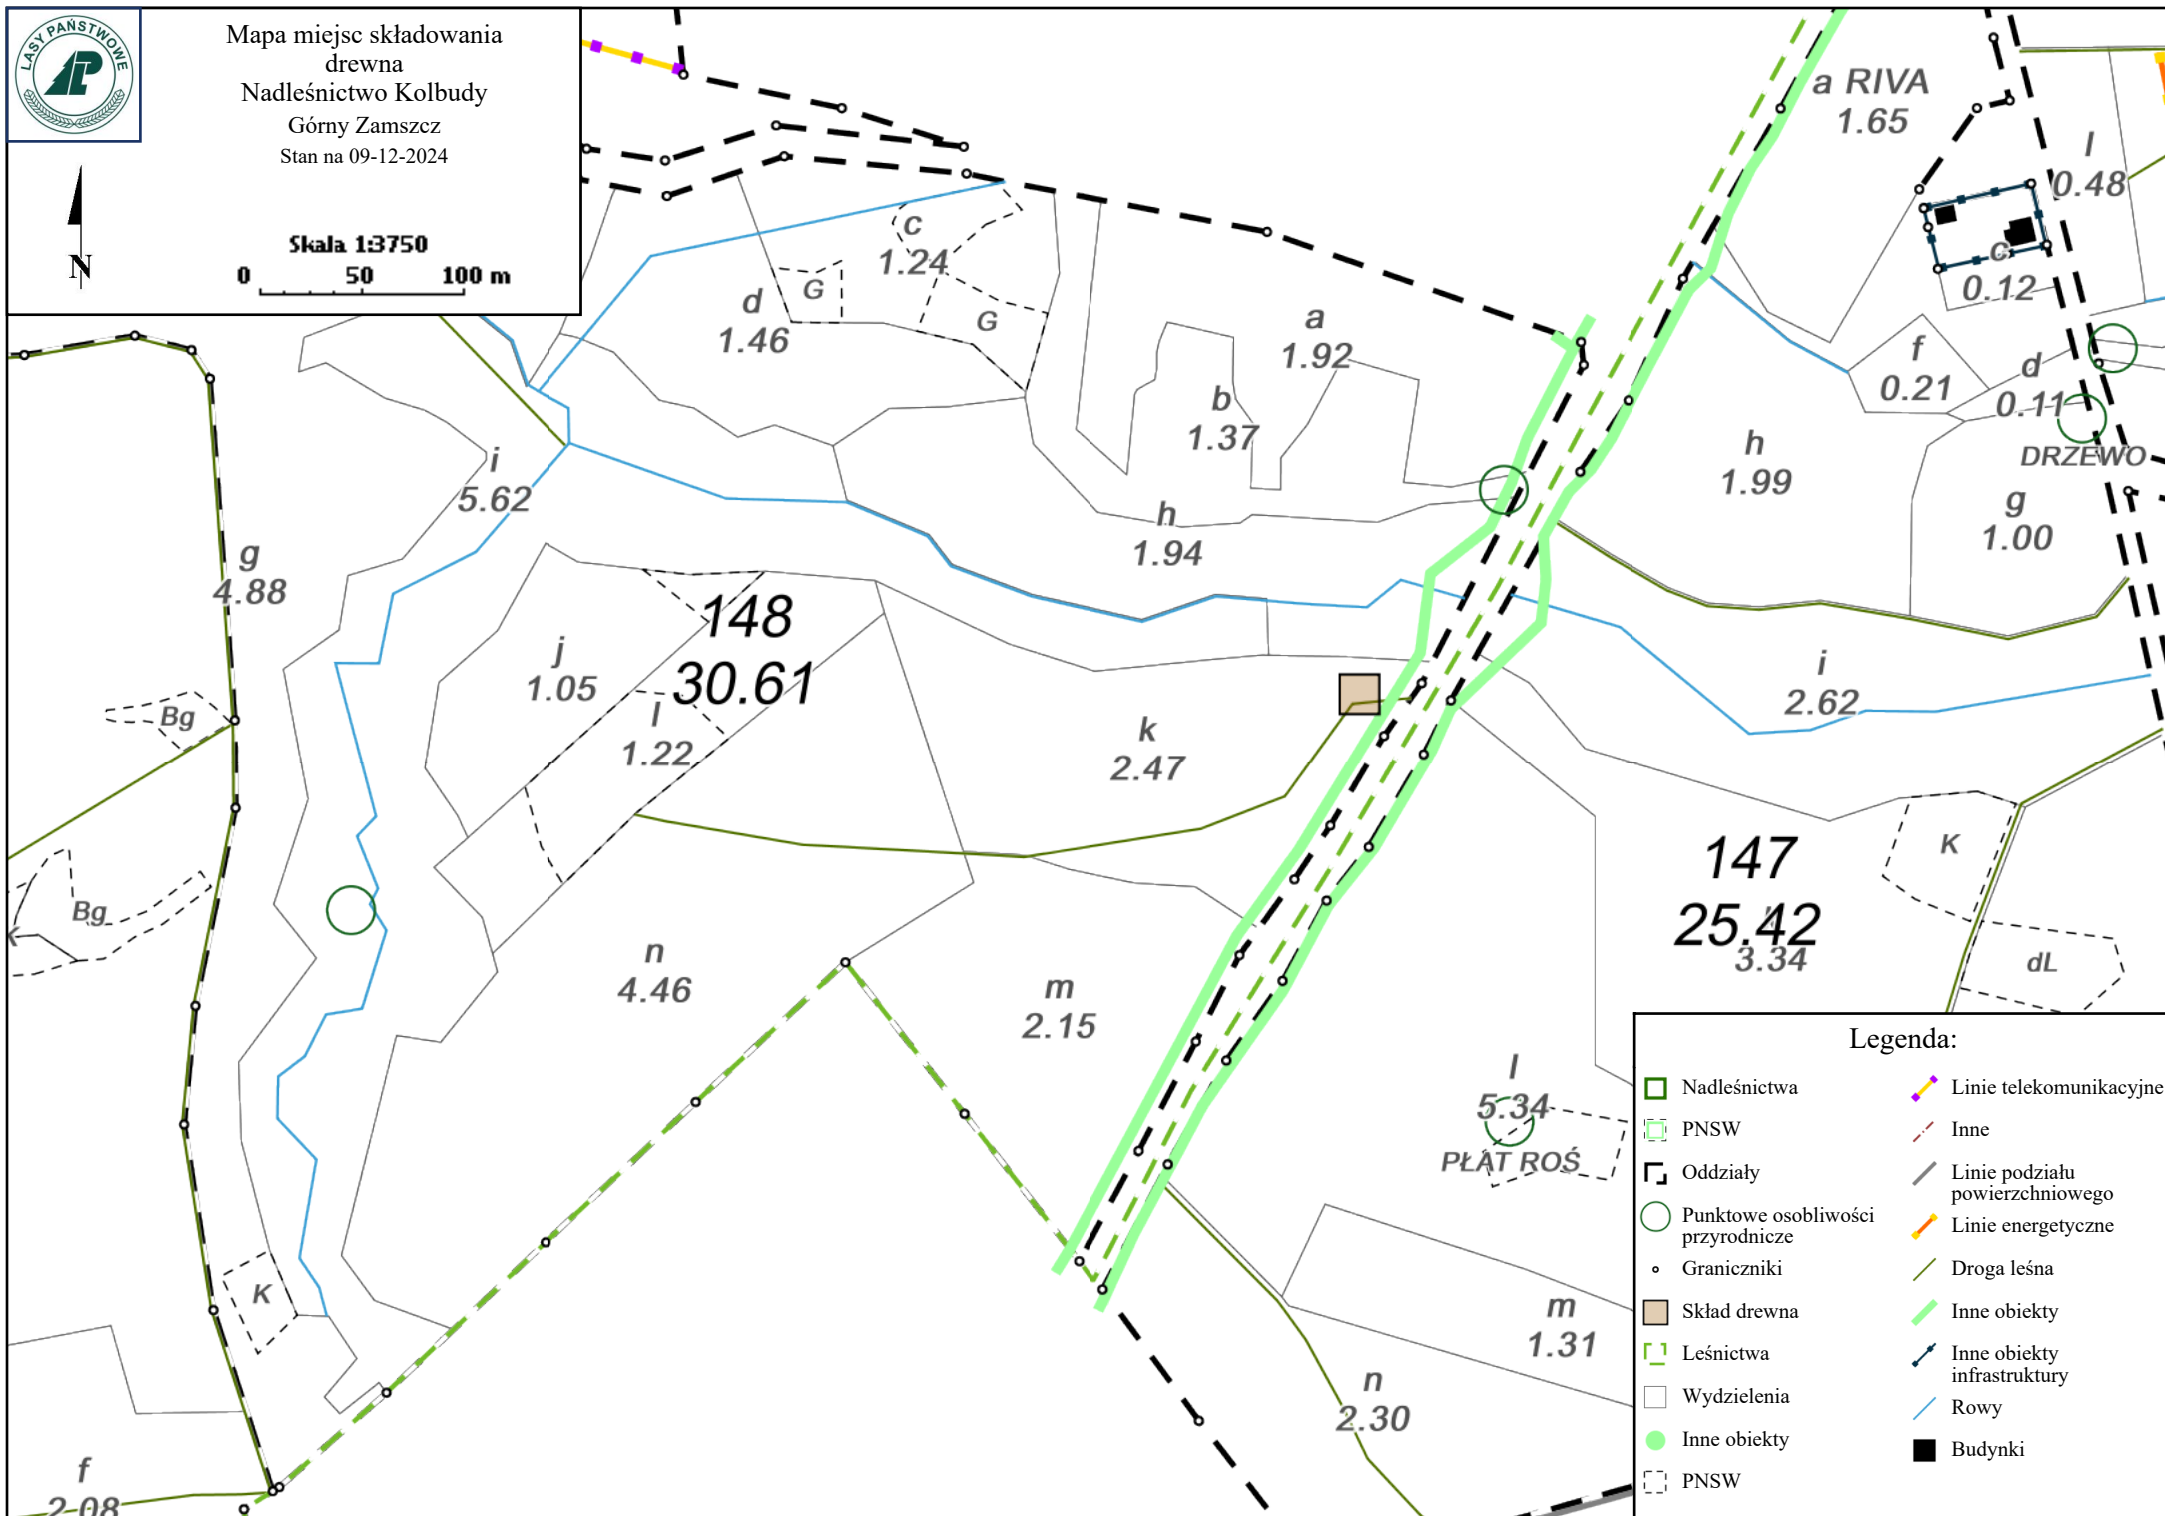 LASY PAŃSTWOWE
Mapa miejsc składowania
drewna
Nadleśnictwo Kolbudy
Górny Zamszcz
Stan na 09-12-2024
N
Skala 1:3750
0 50 100 m
a RIVA
1.65
l
0.48
c
1.24
c
0.12
G
d
1.46
G
a
1.92
f
0.21
d
0.11
b
1.37
DRZEWO
h
1.99
i
5.62
g
1.00
h
1.94
g
4.88
148
30.61
j
1.05
i
2.62
l
1.22
k
2.47
Bg
K
147
25.42
3.34
Bg
K
dL
n
4.46
m
2.15
l
5.34
PŁAT ROŚ
K
m
1.31
n
2.30
f
2.08
Legenda:
Nadleśnictwa
PNSW
Oddziały
Punktowe osobliwości
przyrodnicze
Graniczniki
Skład drewna
Leśnictwa
Wydzielenia
Inne obiekty
PNSW
Linie telekomunikacyjne
Inne
Linie podziału
powierzchniowego
Linie energetyczne
Droga leśna
Inne obiekty
Inne obiekty
infrastruktury
Rowy
Budynki